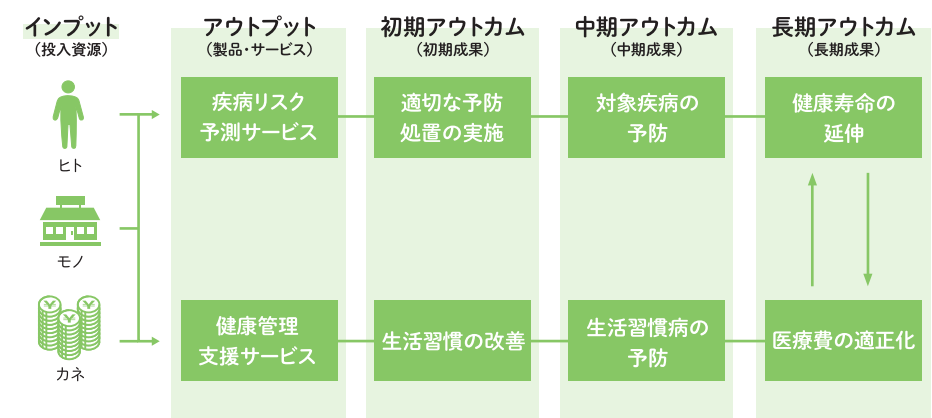 インプット
（投入資源）
アウトプット
（製品・サービス）
初期アウトカム
（初期成果）
中期アウトカム
（中期成果）
長期アウトカム
（長期成果）
ヒト
モノ
カネ
疾病リスク
予測サービス
適切な予防
処置の実施
対象疾病の
予防
健康寿命の
延伸
健康管理
支援サービス
生活習慣の改善
生活習慣病の
予防
医療費の適正化